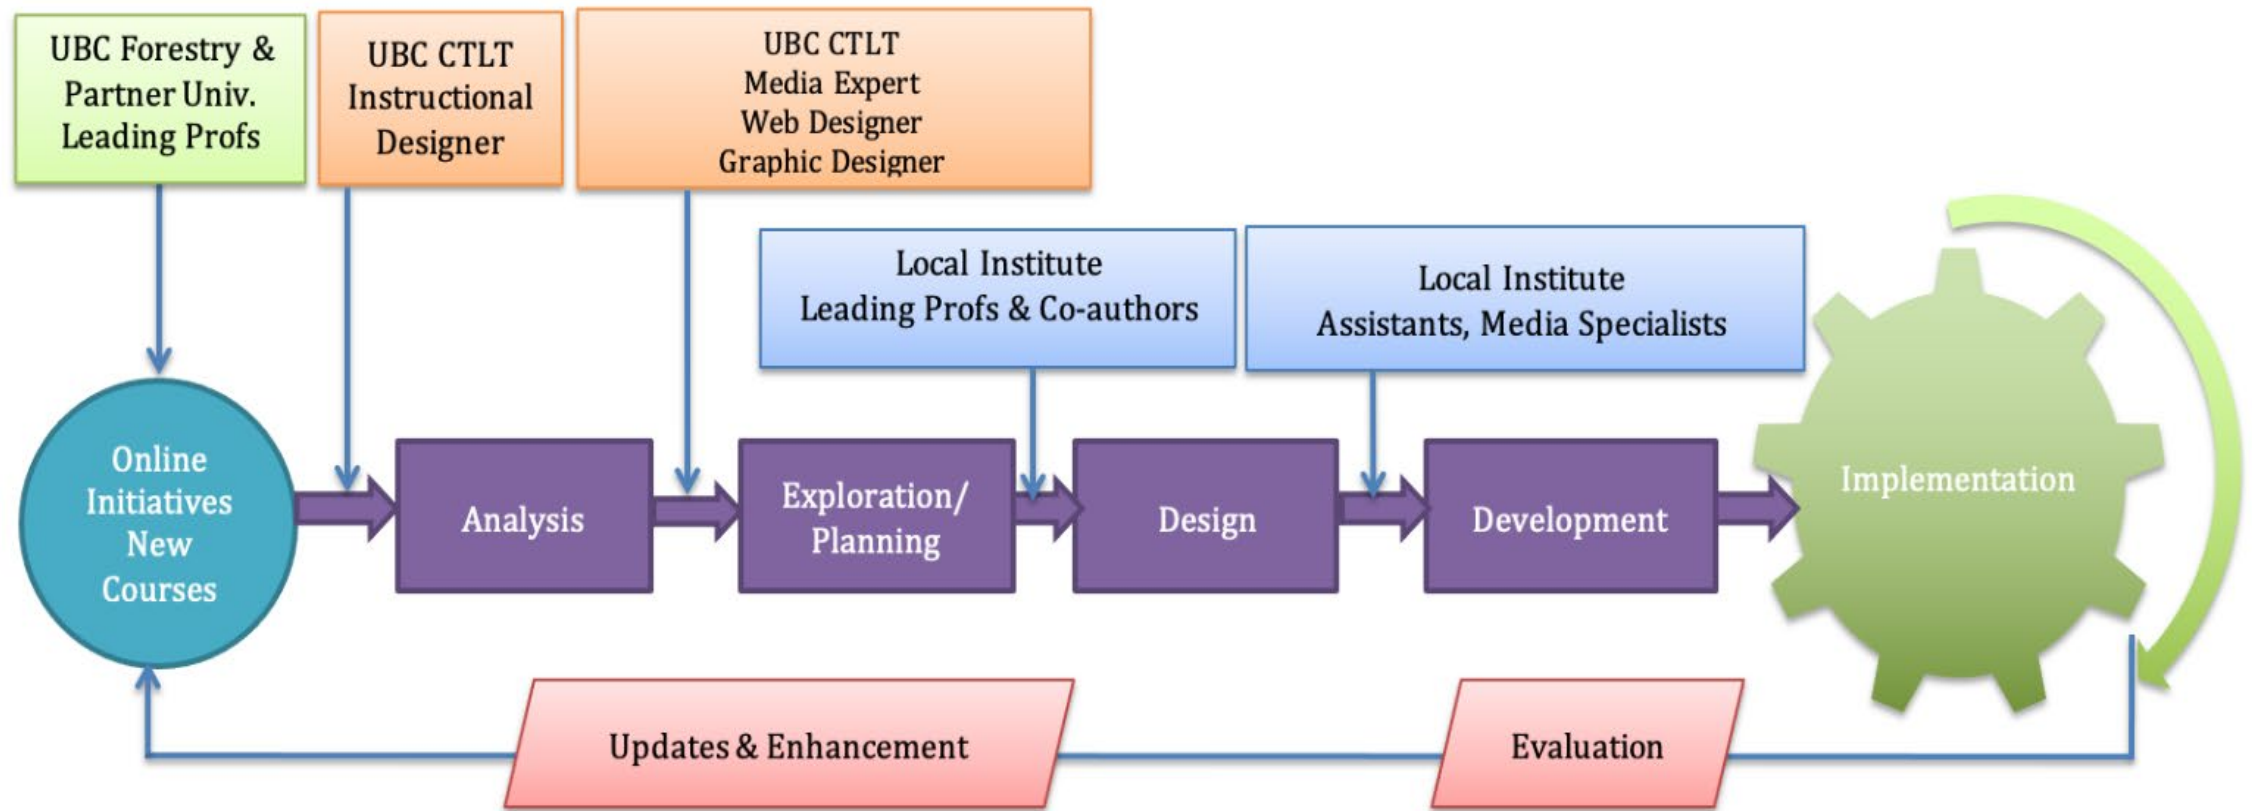 UBC Forestry &
Partner Univ.
Leading Profs
UBC CTLT
Instructional
Designer
UBC CTLT
Media Expert
Web Designer
Graphic Designer
Local Institute
Leading Profs & Co-authors
Local Institute
Assistants, Media Specialists
Online
Initiatives
New
Courses
Analysis
Exploration/
Planning
Design
Development
Implementation
Updates & Enhancement
Evaluation